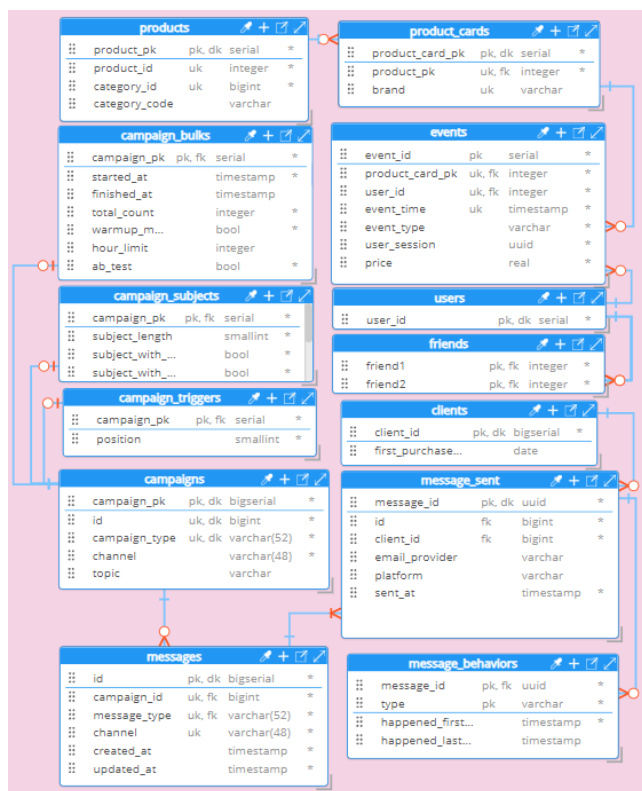 products
product_pk pk, dk serial *
product_id uk integer *
category_id uk bigint *
category_code varchar
product_cards
product_card_pk pk, dk serial *
product_pk uk, fk integer *
brand uk varchar
campaign_bulks
campaign_pk pk, fk serial *
started_at timestamp *
finished_at timestamp
total_count integer *
warmup_m... bool *
hour_limit integer
ab_test bool *
events
event_id pk serial *
product_card_pk uk, fk integer *
user_id uk, fk integer *
event_time uk timestamp *
event_type varchar *
user_session uuid *
price real *
campaign_subjects
campaign_pk pk, fk serial *
subject_length smallint *
subject_with_... bool *
subject_with_... bool *
users
user_id pk, dk serial *
friends
friend1 pk, fk integer *
friend2 pk, fk integer *
campaign_triggers
campaign_pk pk, fk serial *
position smallint *
clients
client_id pk, dk bigserial *
first_purchase... date
campaigns
campaign_pk pk, dk bigserial *
id uk, dk bigint *
campaign_type uk, dk varchar(52) *
channel varchar(48) *
topic varchar
message_sent
message_id pk, dk uuid *
id fk bigint *
client_id fk bigint *
email_provider varchar
platform varchar
sent_at timestamp *
messages
id pk, dk bigserial *
campaign_id uk, fk bigint *
message_type uk, fk varchar(52) *
channel uk varchar(48) *
created_at timestamp *
updated_at timestamp *
message_behaviors
message_id pk, fk uuid *
type pk varchar *
happened_first... timestamp *
happened_last... timestamp